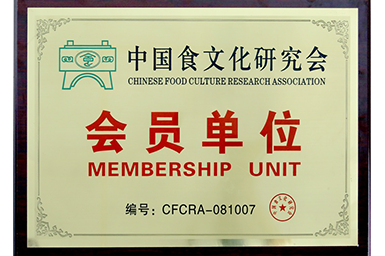 中国食文化研究会
CHINESE FOOD CULTURE RESEARCH ASSOCIATION
会员单位
MEMBERSHIP UNIT
编号：CFCRA-081007